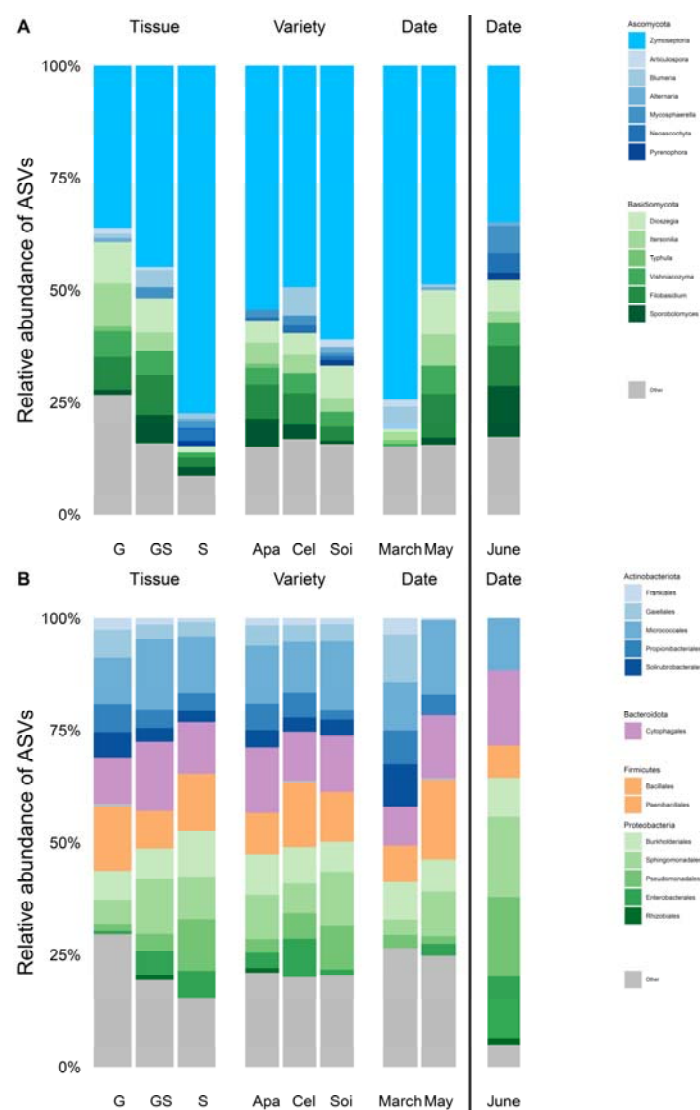 A
Tissue
Variety
Date
Date
Relative abundance of ASVs
100%
75%
50%
25%
0%
G
GS
S
Apa
Cel
Soi
March
May
June
Ascomycota
Zymoseptoria
Articulospora
Blumeria
Alternaria
Mycosphaerella
Neoascochyta
Pyrenophora
Basidiomycota
Dioszegia
Itersonilia
Typhula
Vishniacozyma
Filobasidium
Sporobolomyces
Other
B
Tissue
Variety
Date
Date
Relative abundance of ASVs
100%
75%
50%
25%
0%
G
GS
S
Apa
Cel
Soi
March
May
June
Actinobacteriota
Frankiales
Gaiellales
Micrococcales
Propionibacteriales
Solirubrobacterales
Bacteroidota
Cytophagales
Firmicutes
Bacillales
Paenibacillales
Proteobacteria
Burkholderiales
Sphingomonadales
Pseudomonadales
Enterobacterales
Rhizobiales
Other